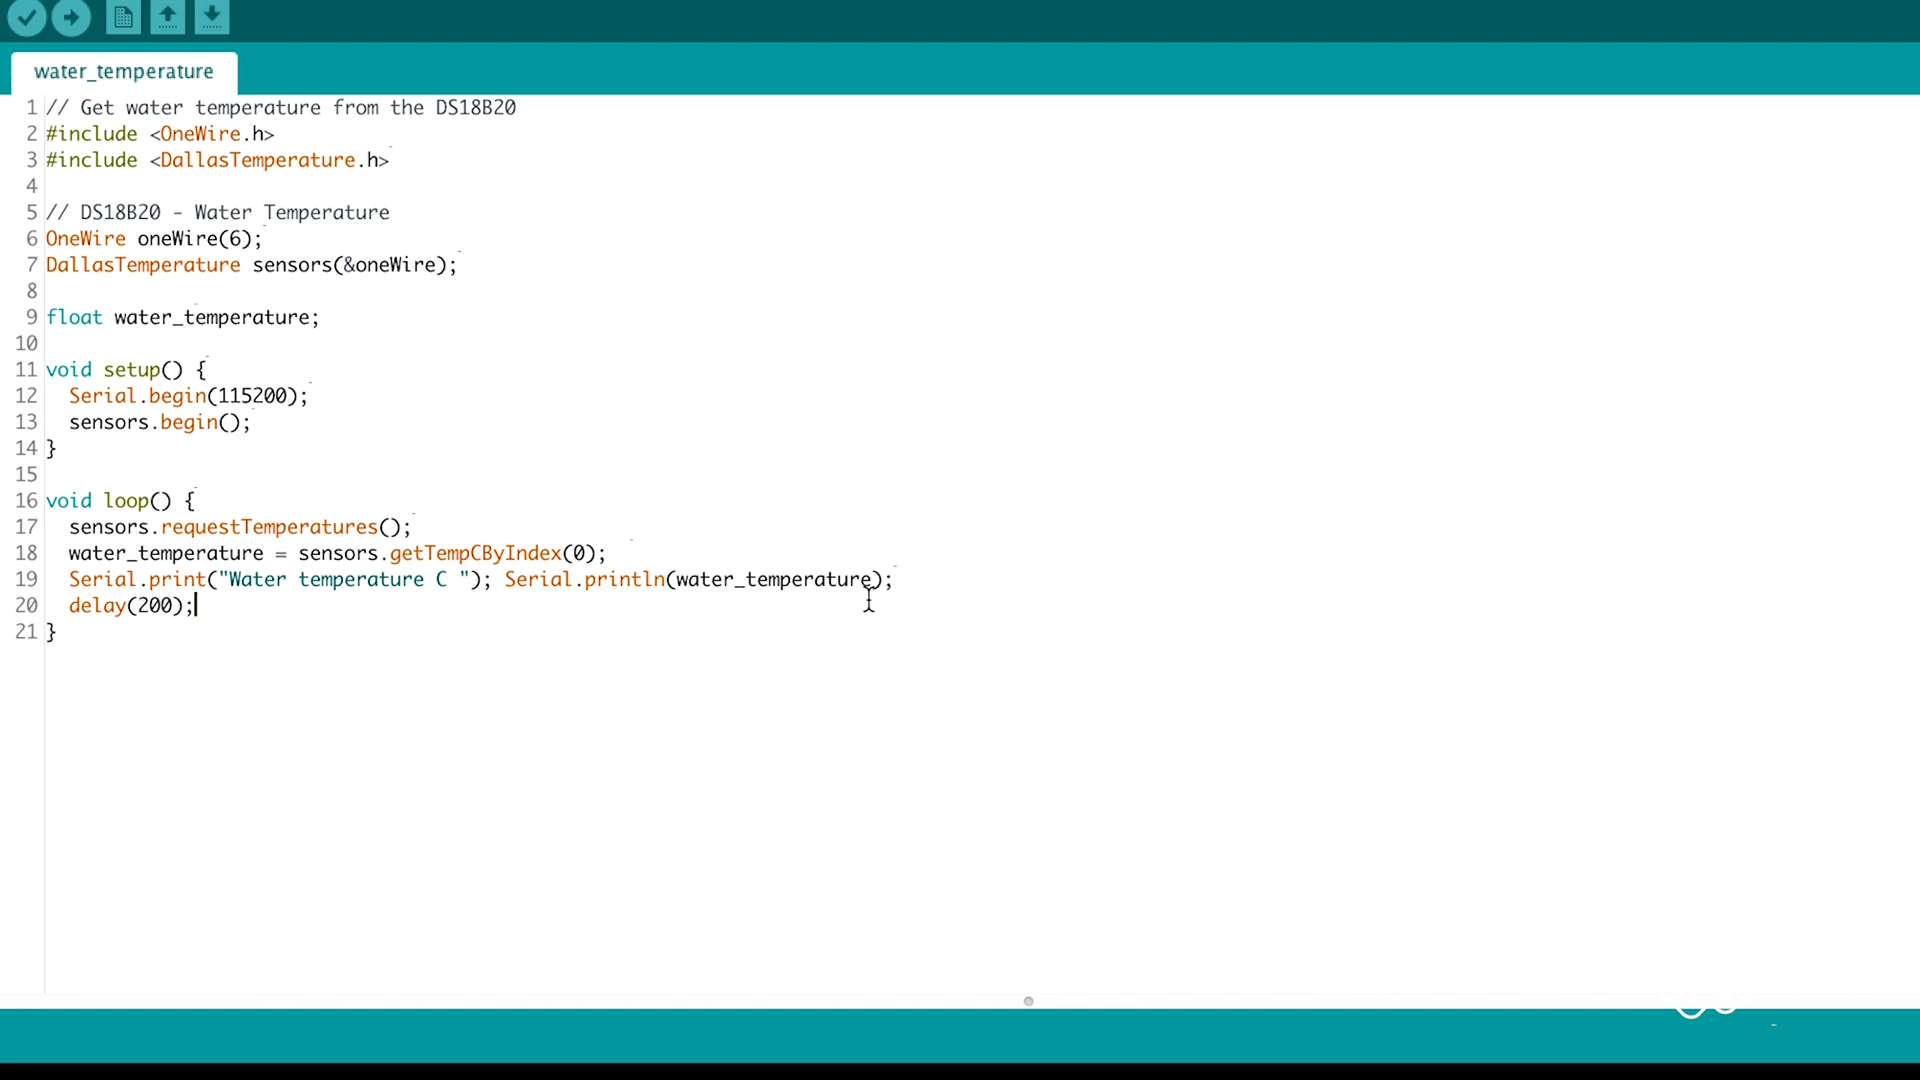 water_temperature
1 // Get water temperature from the DS18B20
2 #include <OneWire.h>
3 #include <DallasTemperature.h>
4
5 // DS18B20 - Water Temperature
6 OneWire oneWire(6);
7 DallasTemperature sensors(&oneWire);
8
9 float water_temperature;
10
11 void setup() {
12   Serial.begin(115200);
13   sensors.begin();
14 }
15
16 void loop() {
17   sensors.requestTemperatures();
18   water_temperature = sensors.getTempCByIndex(0);
19   Serial.print("Water temperature C "); Serial.println(water_temperature);
20   delay(200);
21 }